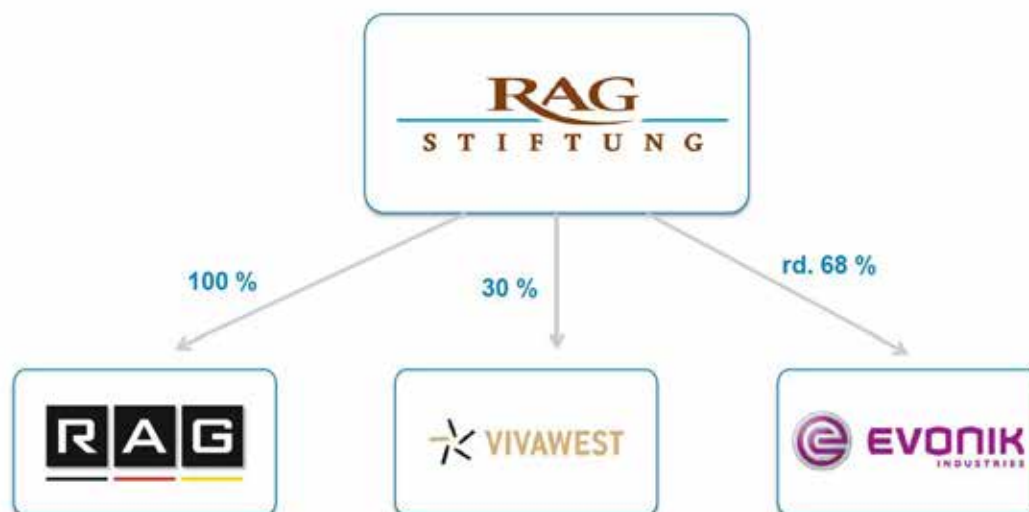 RAG
STIFTUNG
100 %
30 %
rd. 68 %
RAG
VIVAWEST
EVONIK
INDUSTRIES